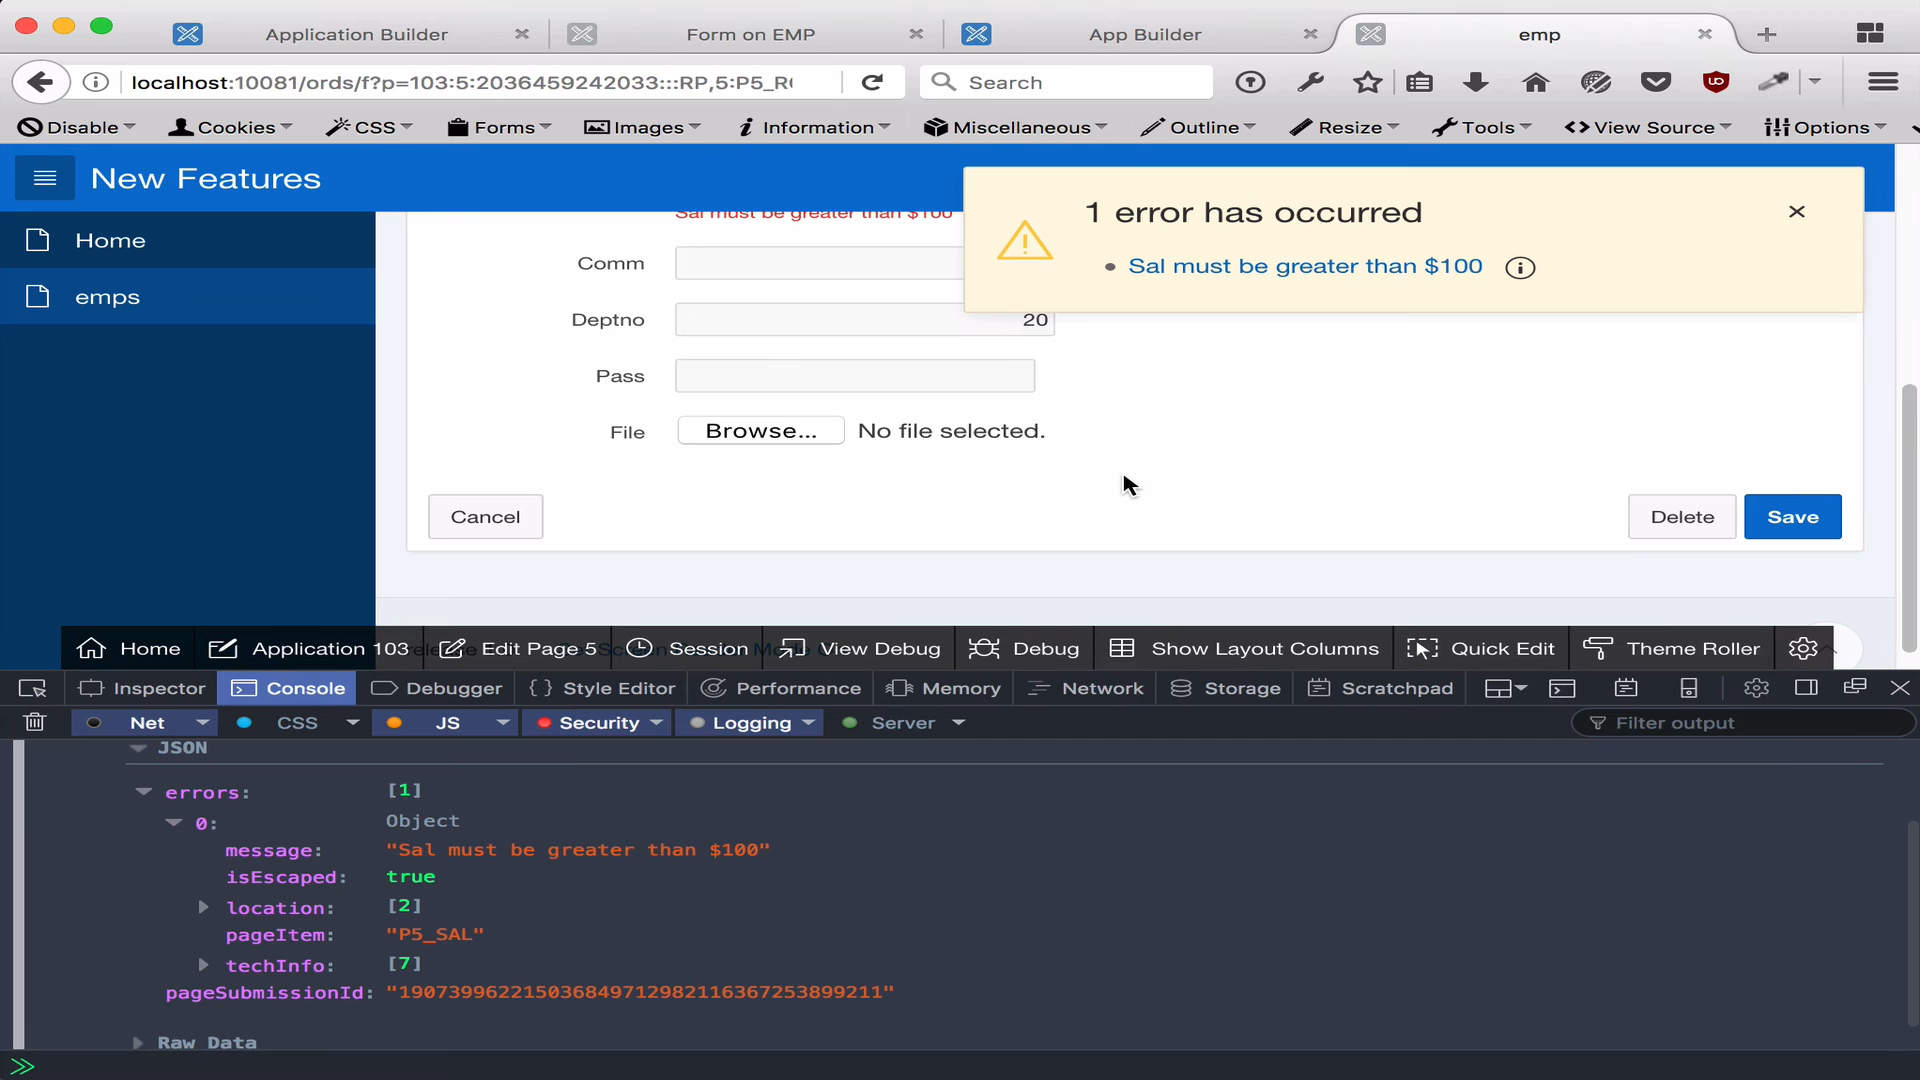 Application Builder
Form on EMP
App Builder
emp
localhost:10081/ords/f?p=103:5:2036459242033:::RP,5:P5_R
Search
Disable
Cookies
CSS
Forms
Images
Information
Miscellaneous
Outline
Resize
Tools
View Source
Options
New Features
Home
emps
Sal must be greater than $100
1 error has occurred
Sal must be greater than $100
Comm
Deptno
20
Pass
File
Browse...
No file selected.
Cancel
Delete
Save
Home
Application 103
Edit Page 5
Session
View Debug
Debug
Show Layout Columns
Quick Edit
Theme Roller
Inspector
Console
Debugger
Style Editor
Performance
Memory
Network
Storage
Scratchpad
Net
CSS
JS
Security
Logging
Server
Filter output
JSON
errors: [1]
0: Object
message: "Sal must be greater than $100"
isEscaped: true
location: [2]
pageItem: "P5_SAL"
techInfo: [7]
pageSubmissionId: "190739962215036849712982116367253899211"
Raw Data